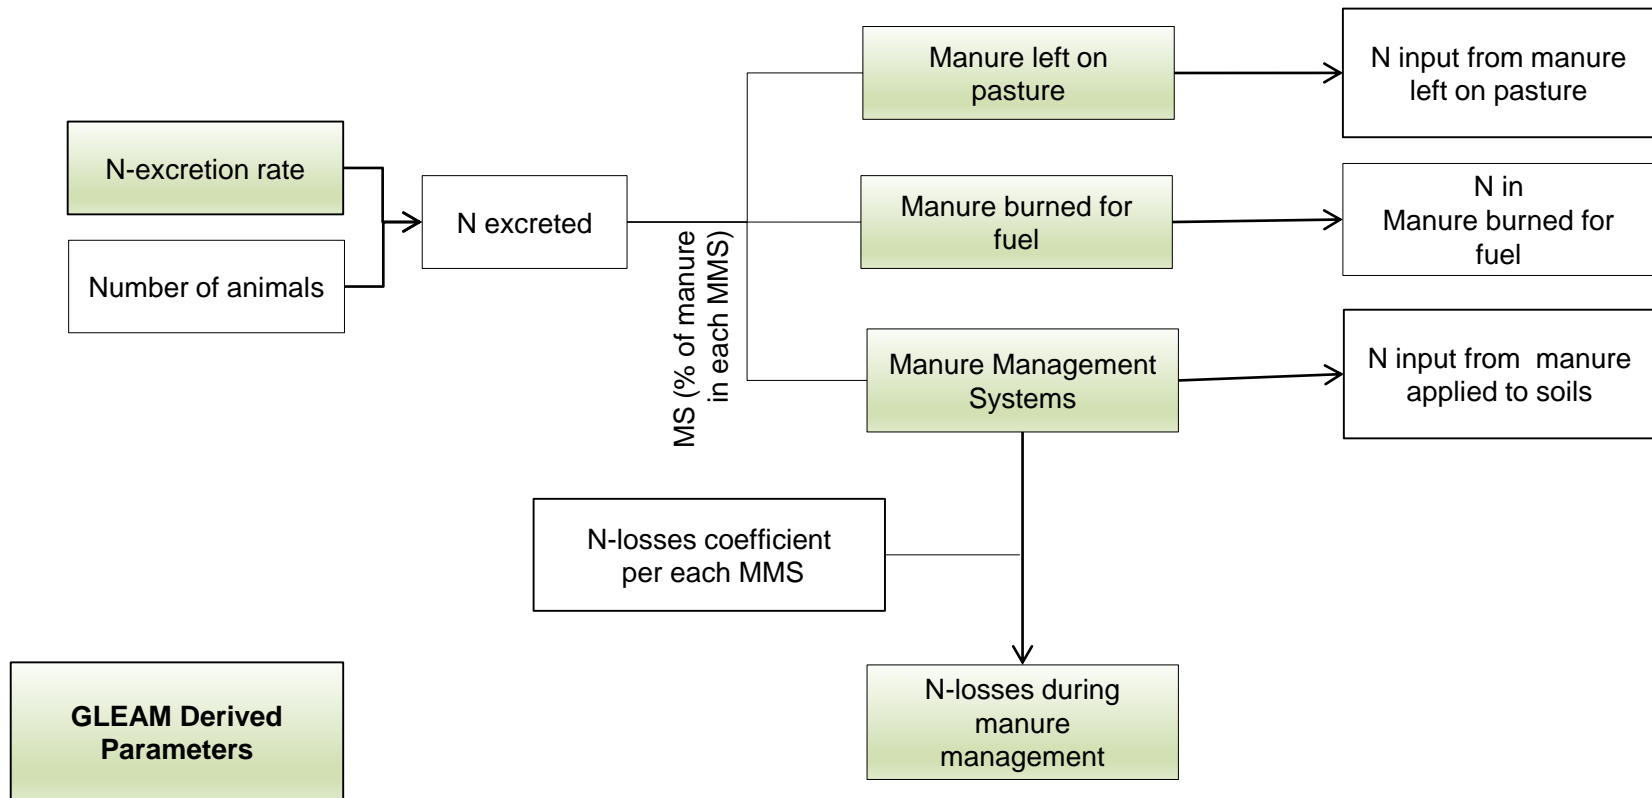 Manure left on
pasture
N input from manure
left on pasture
N-excretion rate
Number of animals
N excreted
MS (% of manure
in each MMS)
Manure burned for
fuel
N in
Manure burned for
fuel
Manure Management
Systems
N input from  manure
applied to soils
N-losses coefficient
per each MMS
N-losses during
manure
management
GLEAM Derived
Parameters